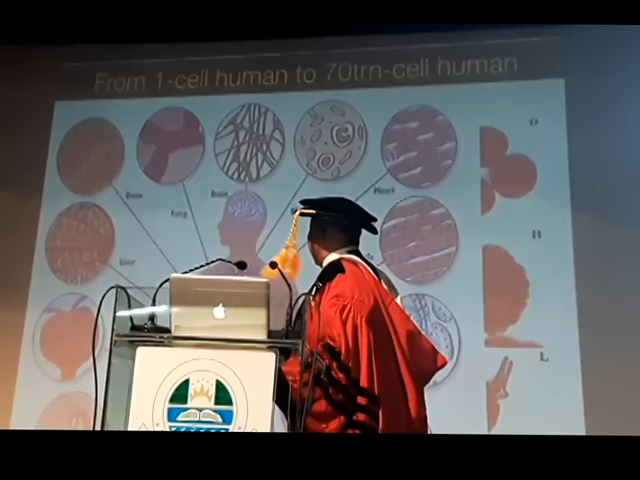 From 1-cell human to 70trn-cell human
Bone
Brain
Heart
lung
Liver
D
H
L